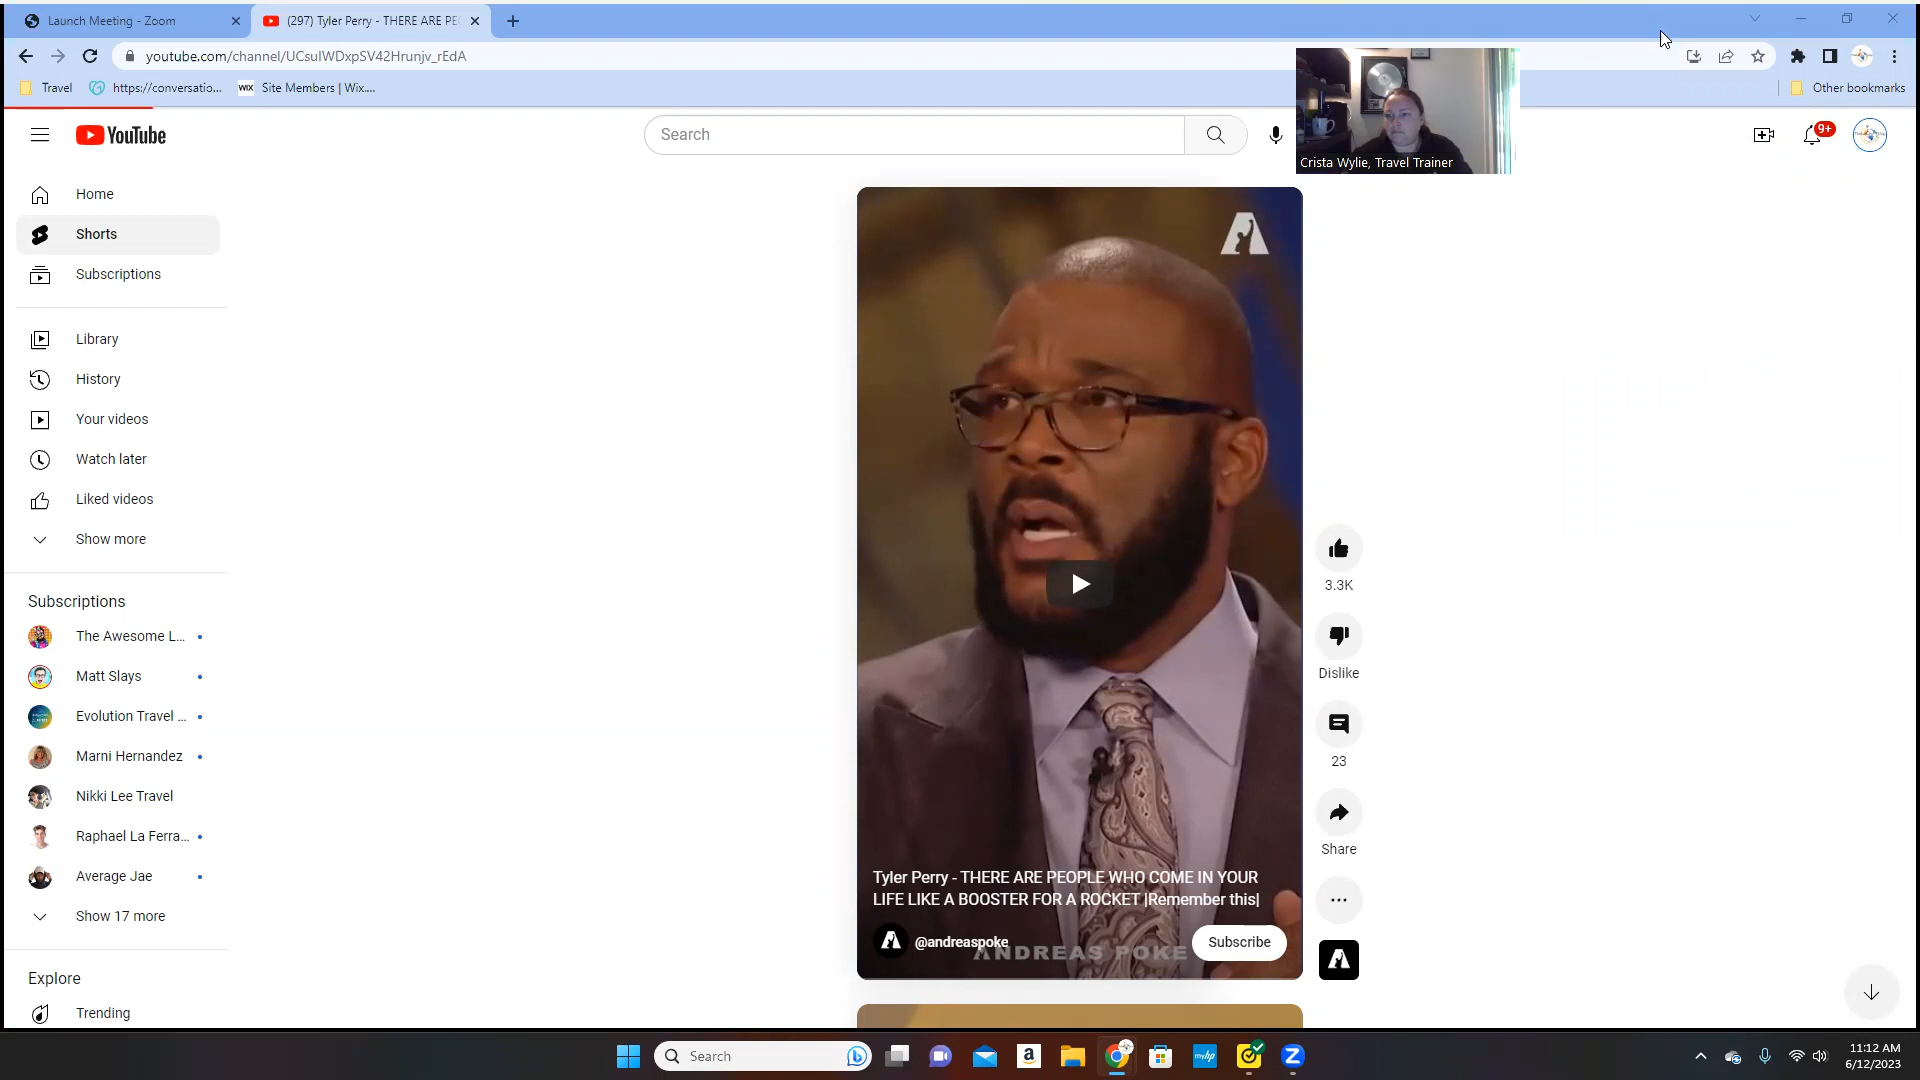 Launch Meeting - Zoom
(297) Tyler Perry - THERE ARE PEO
youtube.com/channel/UCsuIWDxpSV42Hrunjv_rEdA
Travel
https://conversatio...
WIX
Site Members | Wix....
Other bookmarks
YouTube
Search
9+
Crista Wylie, Travel Trainer
Home
Shorts
Subscriptions
Library
History
Your videos
Watch later
Liked videos
Show more
Subscriptions
The Awesome L...
Matt Slays
Evolution Travel ...
Marni Hernandez
Nikki Lee Travel
Raphael La Ferra...
Average Jae
Show 17 more
Explore
Trending
3.3K
Dislike
23
Share
Tyler Perry - THERE ARE PEOPLE WHO COME IN YOUR
LIFE LIKE A BOOSTER FOR A ROCKET |Remember this|
@andreaspoke
Subscribe
ANDREAS POKE
Search
myhp
11:12 AM
6/12/2023